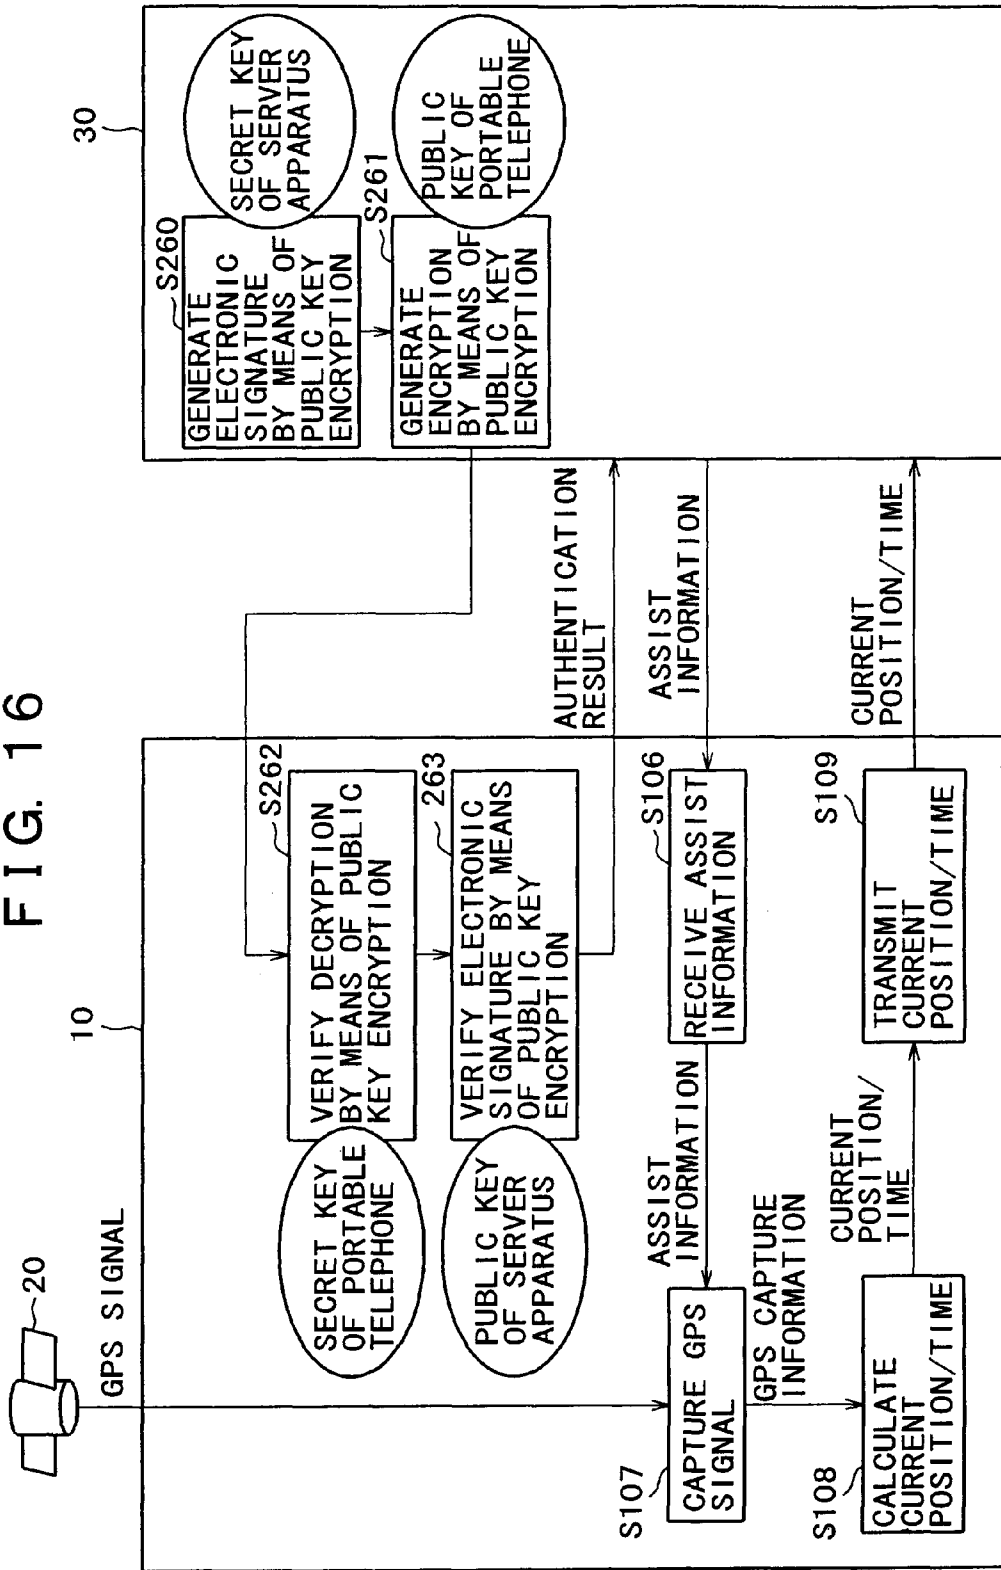 FIG. 16
20
GPS SIGNAL
10
30
SECRET KEY
OF PORTABLE
TELEPHONE
VERIFY DECRYPTION
BY MEANS OF PUBLIC
KEY ENCRYPTION
S262
PUBLIC KEY
OF SERVER
APPARATUS
VERIFY ELECTRONIC
SIGNATURE BY MEANS
OF PUBLIC KEY
ENCRYPTION
263
S260
GENERATE
ELECTRONIC
SIGNATURE
BY MEANS OF
PUBLIC KEY
ENCRYPTION
SECRET KEY
OF SERVER
APPARATUS
S261
GENERATE
ENCRYPTION
BY MEANS OF
PUBLIC KEY
ENCRYPTION
PUBLIC
KEY OF
PORTABLE
TELEPHONE
AUTHENTICATION
RESULT
S107
CAPTURE GPS
SIGNAL
ASSIST
INFORMATION
S106
RECEIVE ASSIST
INFORMATION
ASSIST
INFORMATION
GPS CAPTURE
INFORMATION
S108
CALCULATE
CURRENT
POSITION/TIME
CURRENT
POSITION/
TIME
S109
TRANSMIT
CURRENT
POSITION/TIME
CURRENT
POSITION/TIME